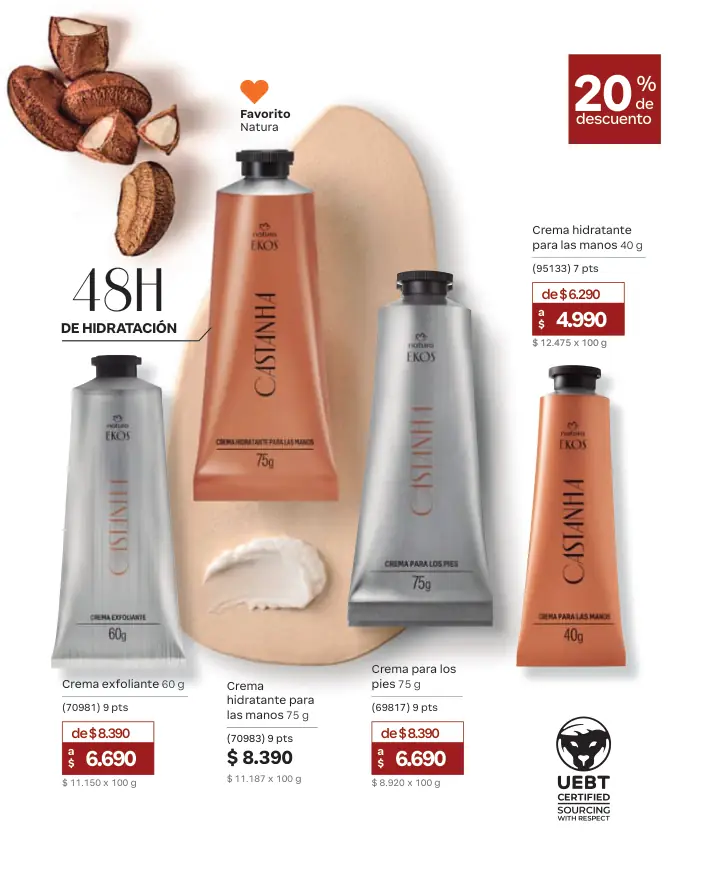 Favorito
Natura
20% de
descuento
natura
EKOS
CASTANHA
CREMA HIDRATANTE PARA LAS MANOS
75g
48H
DE HIDRATACIÓN
natura
EKOS
CASTANHA
CREMA EXFOLIANTE
60g
natura
EKOS
CASTANHA
CREMA PARA LOS PIES
75g
Crema hidratante
para las manos 40 g
(95133) 7 pts
de $ 6.290
a $ 4.990
$ 12.475 x 100 g
natura
EKOS
CASTANHA
CREMA PARA LAS MANOS
40g
Crema exfoliante 60 g
(70981) 9 pts
de $ 8.390
a $ 6.690
$ 11.150 x 100 g
Crema
hidratante para
las manos 75 g
(70983) 9 pts
$ 8.390
$ 11.187 x 100 g
Crema para los
pies 75 g
(69817) 9 pts
de $ 8.390
a $ 6.690
$ 8.920 x 100 g
UEBT
CERTIFIED
SOURCING
WITH RESPECT